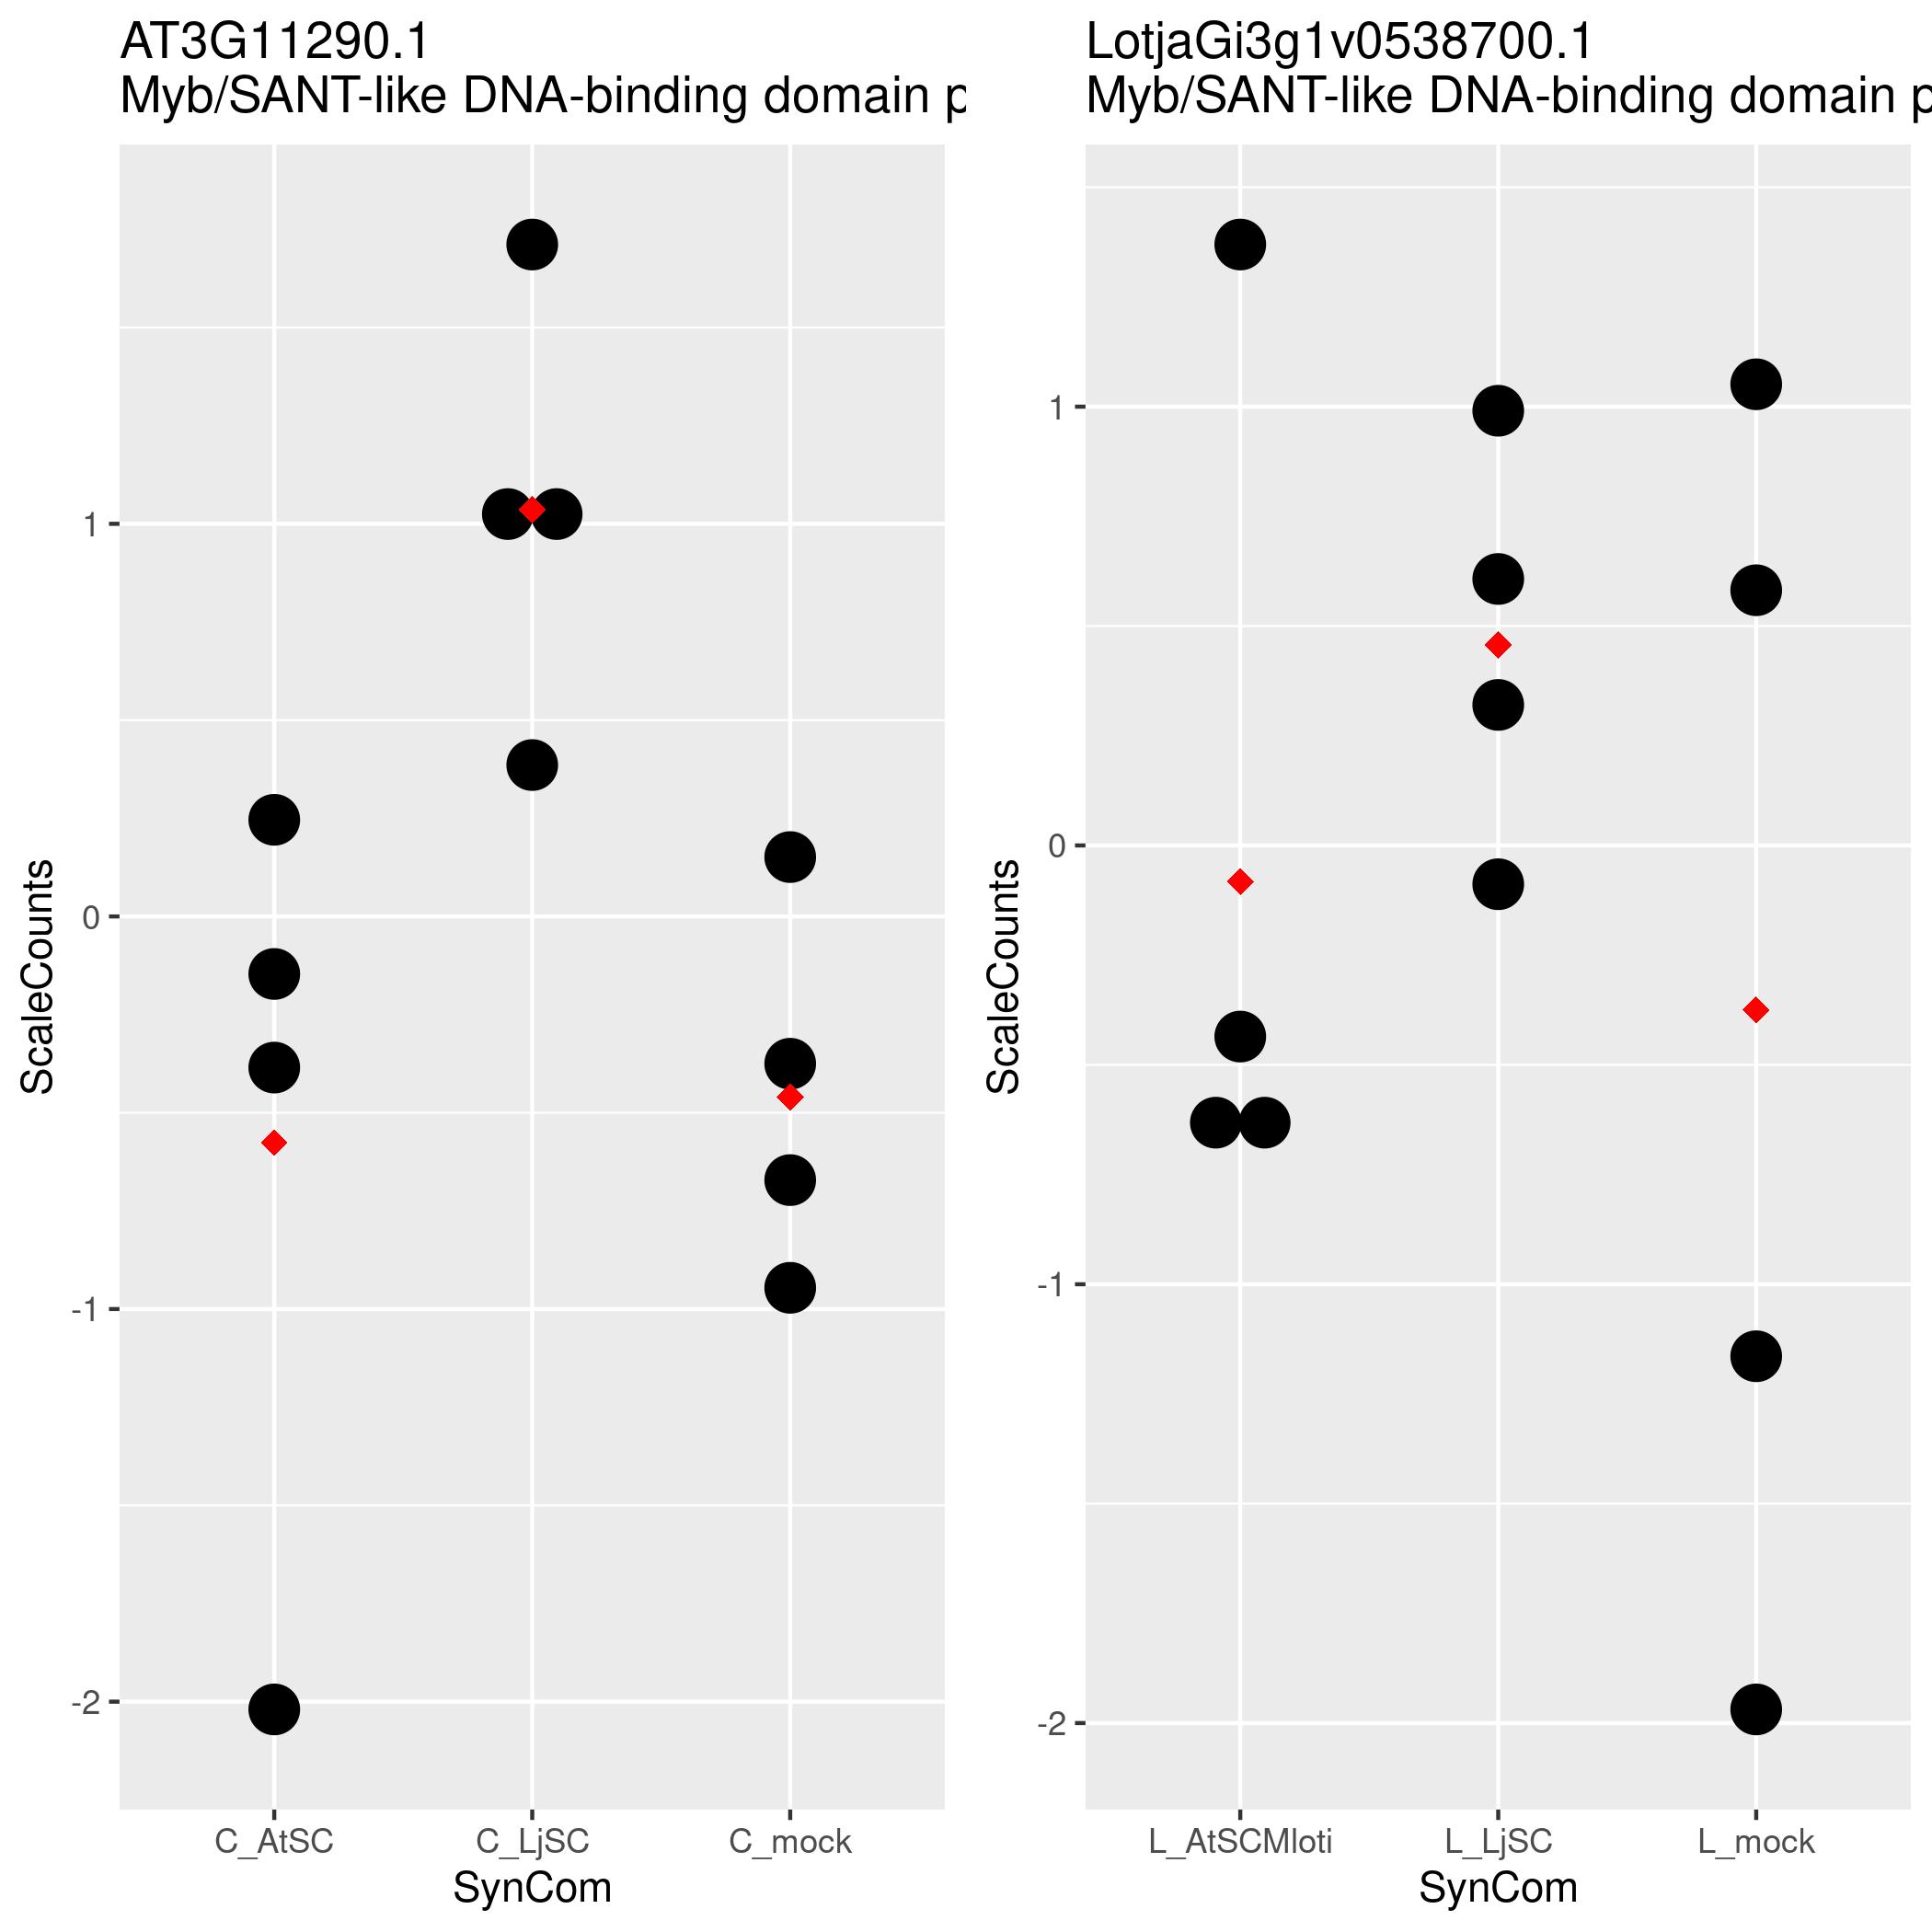 AT3G11290.1
Myb/SANT-like DNA-binding domain p
ScaleCounts
1
0
-1
-2
C_AtSC C_LjSC C_mock
SynCom
LotjaGi3g1v0538700.1
Myb/SANT-like DNA-binding domain p
ScaleCounts
1
0
-1
-2
L_AtSCMloti L_LjSC L_mock
SynCom